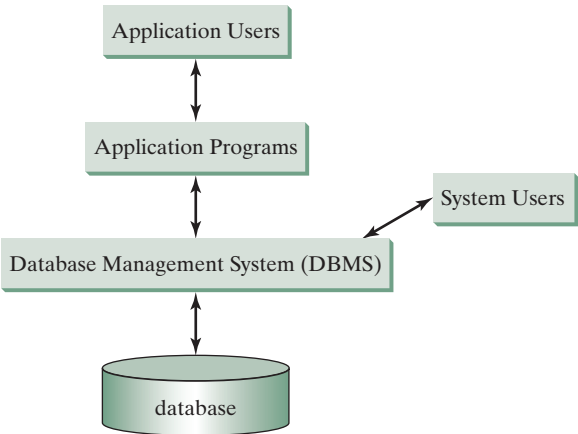 Application Users
Application Programs
System Users
Database Management System (DBMS)
database